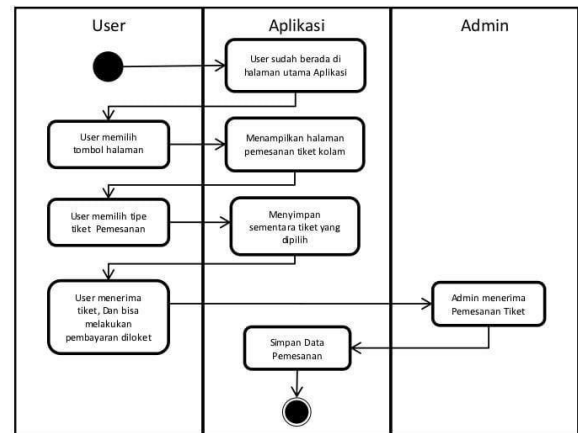 User
Aplikasi
Admin
User sudah berada di
halaman utama Aplikasi
User memilih
tombol halaman
Menampilkan halaman
pemesanan tiket kolam
User memilih tipe
tiket Pemesanan
Menyimpan
sementara tiket yang
dipilih
User menerima
tiket, Dan bisa
melakukan
pembayaran diloket
Admin menerima
Pemesanan Tiket
Simpan Data
Pemesanan